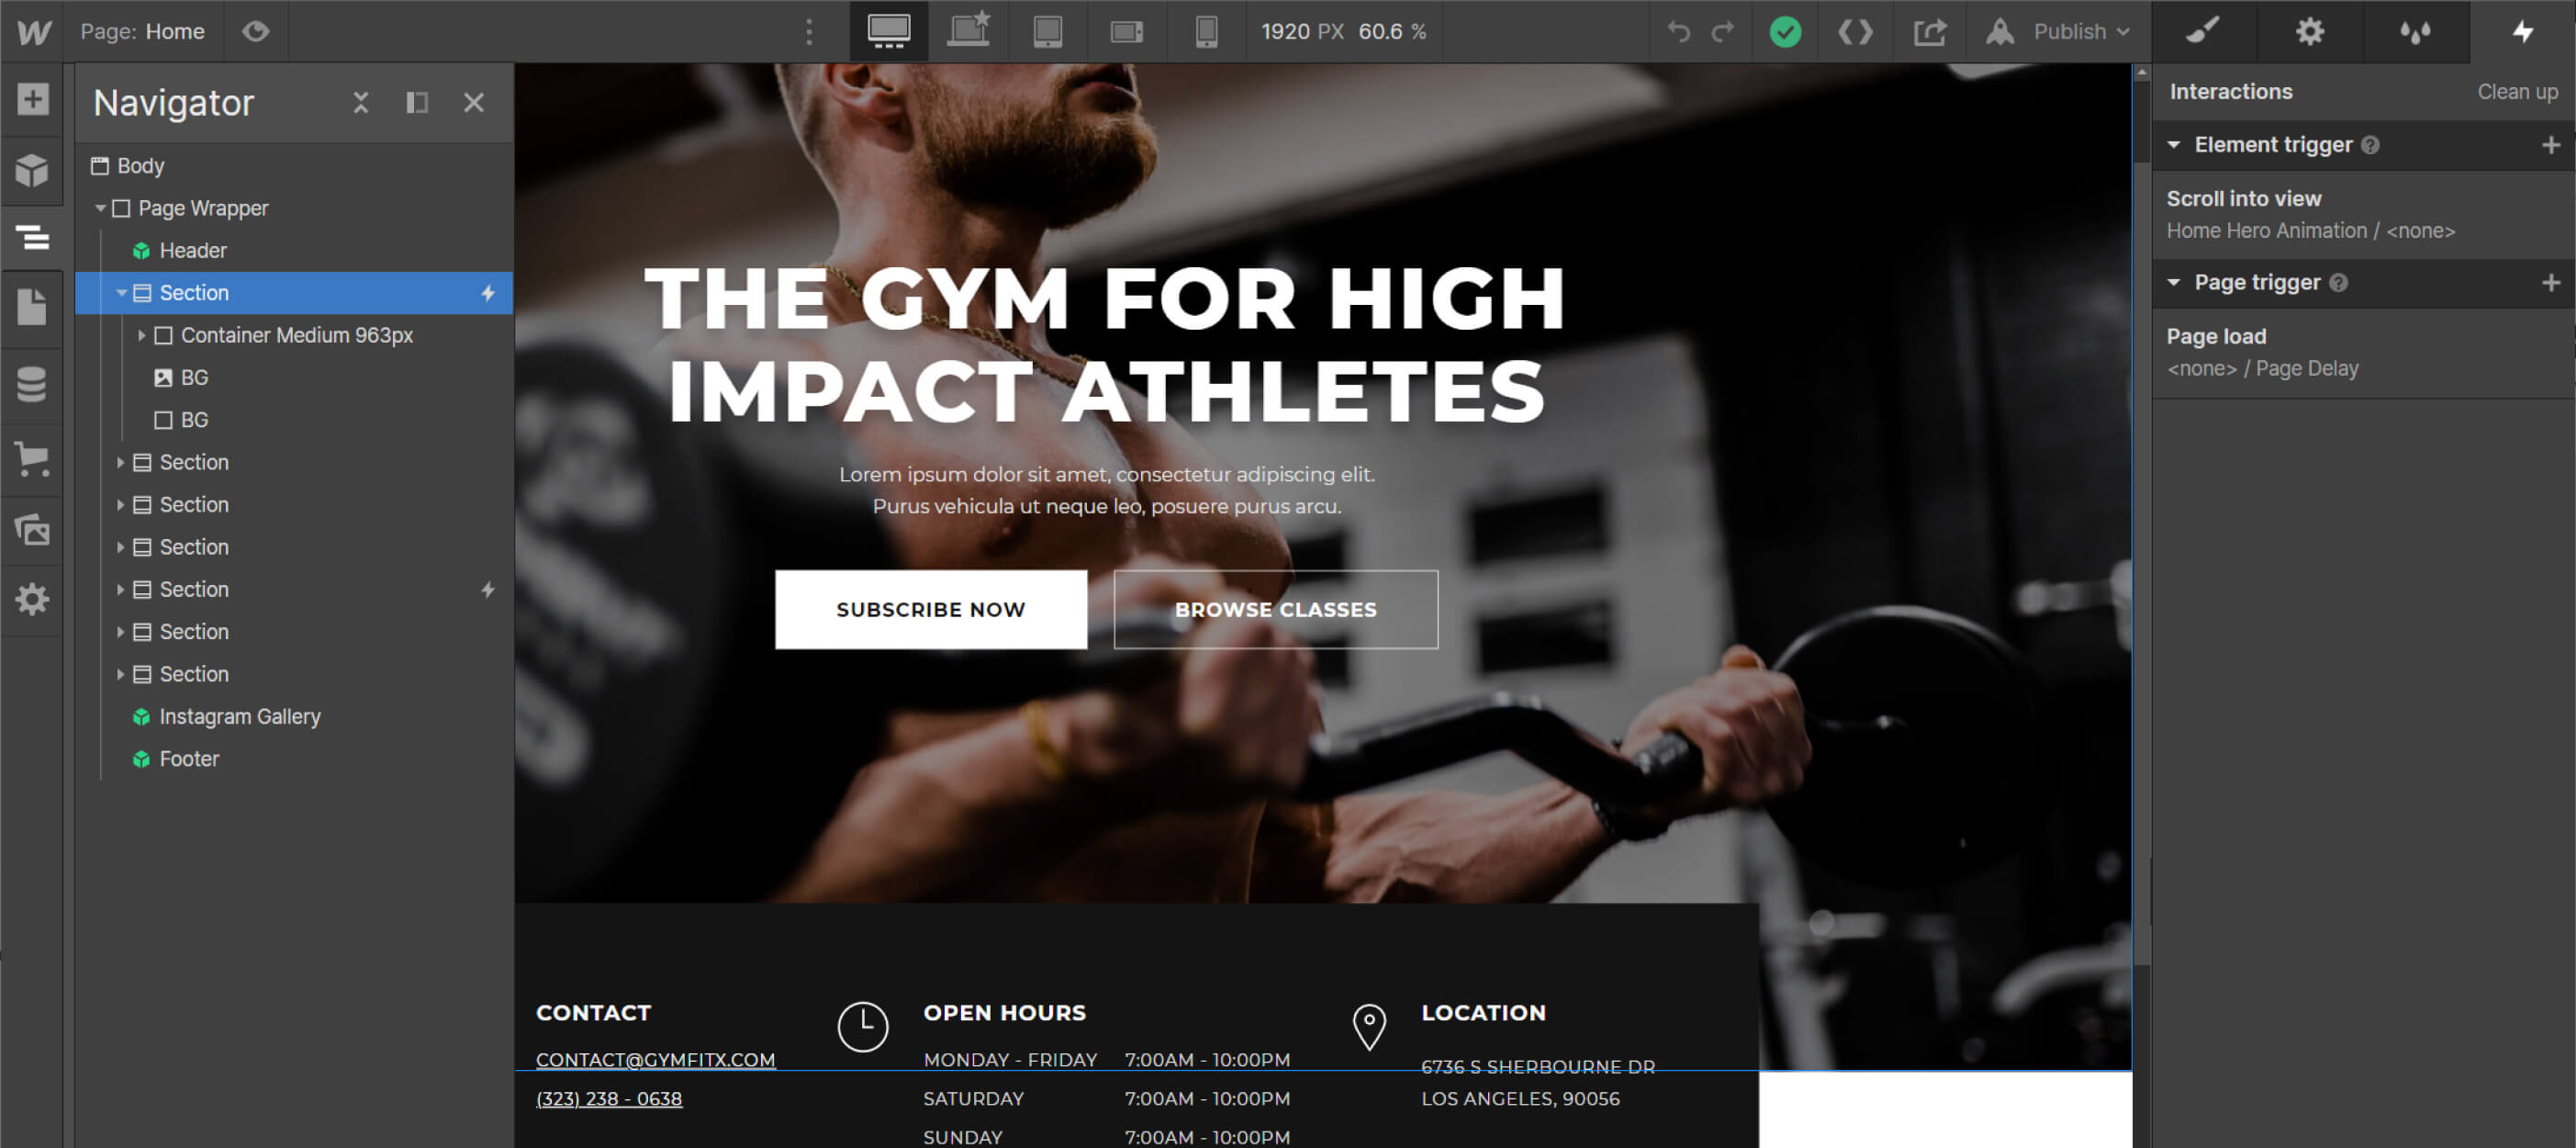 Page: Home
1920 PX 60.6 %
Publish
Navigator
Body
Page Wrapper
Header
Section
Container Medium 963px
BG
BG
Section
Section
Section
Section
Section
Section
Instagram Gallery
Footer
THE GYM FOR HIGH
IMPACT ATHLETES
Lorem ipsum dolor sit amet, consectetur adipiscing elit.
Purus vehicula ut neque leo, posuere purus arcu.
SUBSCRIBE NOW
BROWSE CLASSES
CONTACT
CONTACT@GYMFITX.COM
(323) 238 - 0638
OPEN HOURS
MONDAY - FRIDAY 7:00AM - 10:00PM
SATURDAY 7:00AM - 10:00PM
SUNDAY 7:00AM - 10:00PM
LOCATION
6736 S SHERBOURNE DR
LOS ANGELES, 90056
Interactions Clean up
Element trigger
Scroll into view
Home Hero Animation / <none>
Page trigger
Page load
<none> / Page Delay